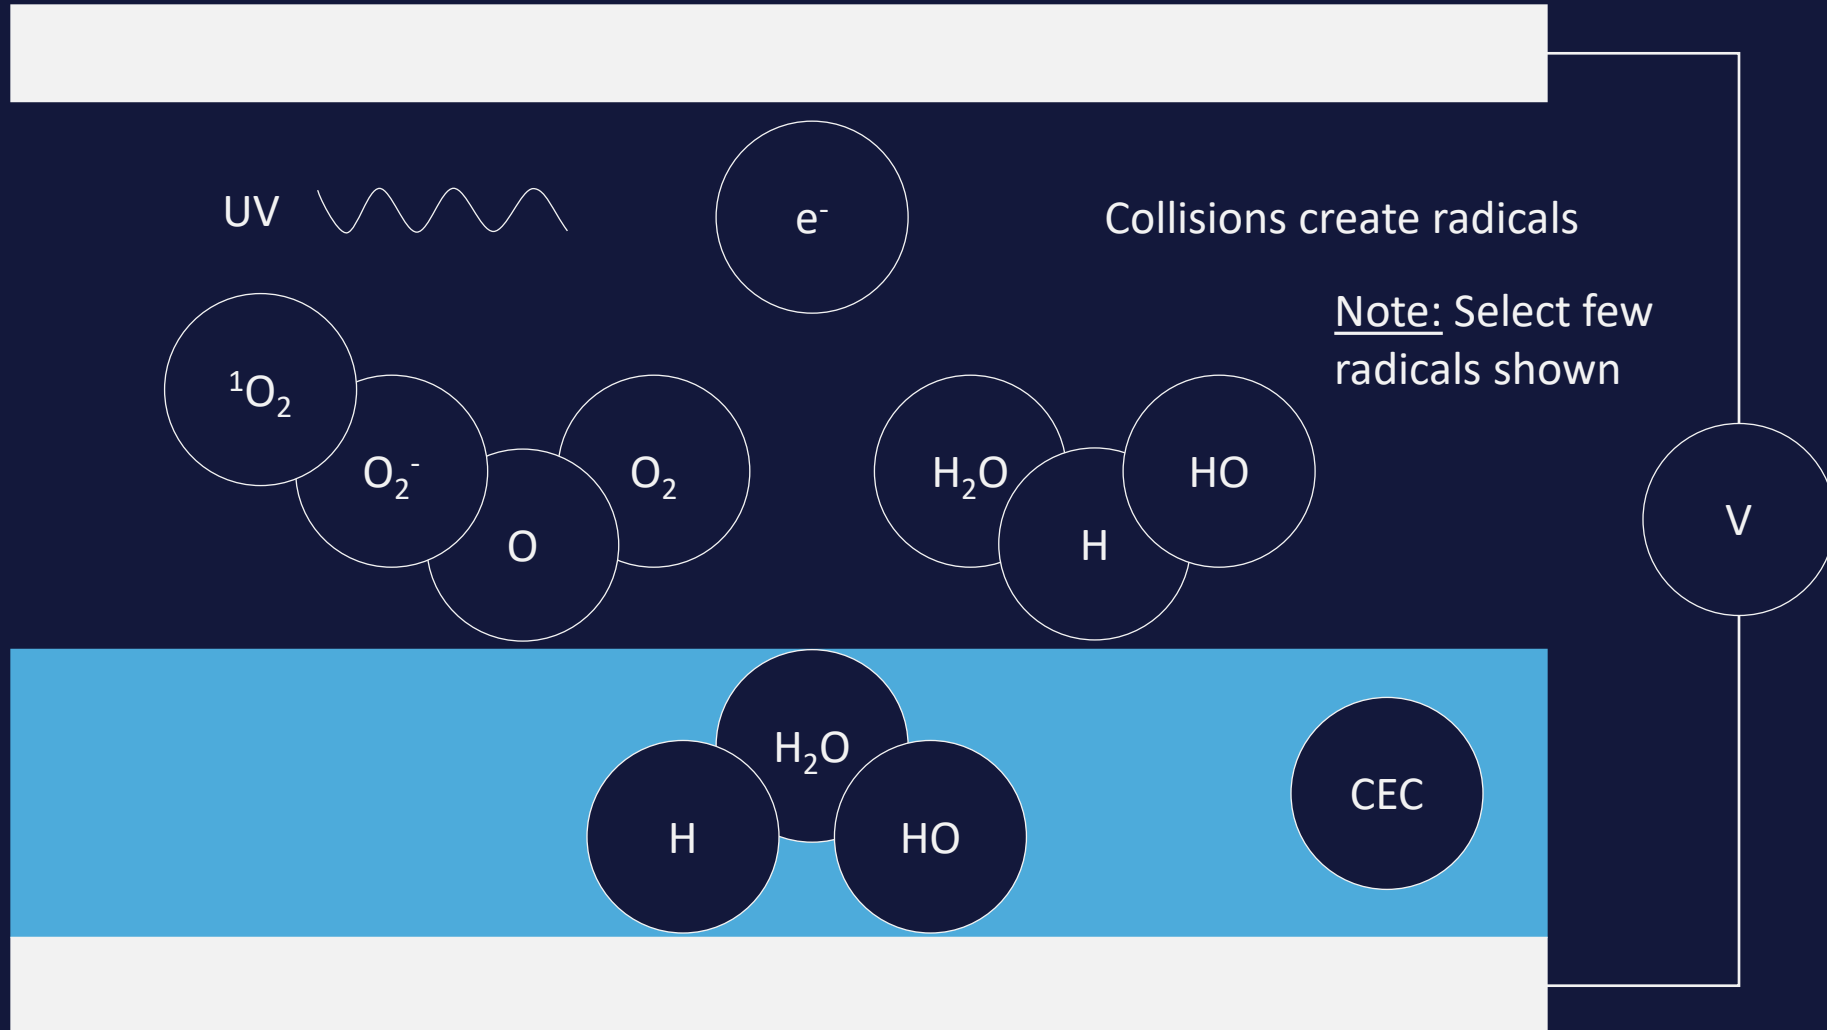 UV
e⁻
Collisions create radicals
Note: Select few
radicals shown
¹O₂
O₂⁻
O
O₂
H₂O
H
HO
V
H₂O
H
HO
CEC